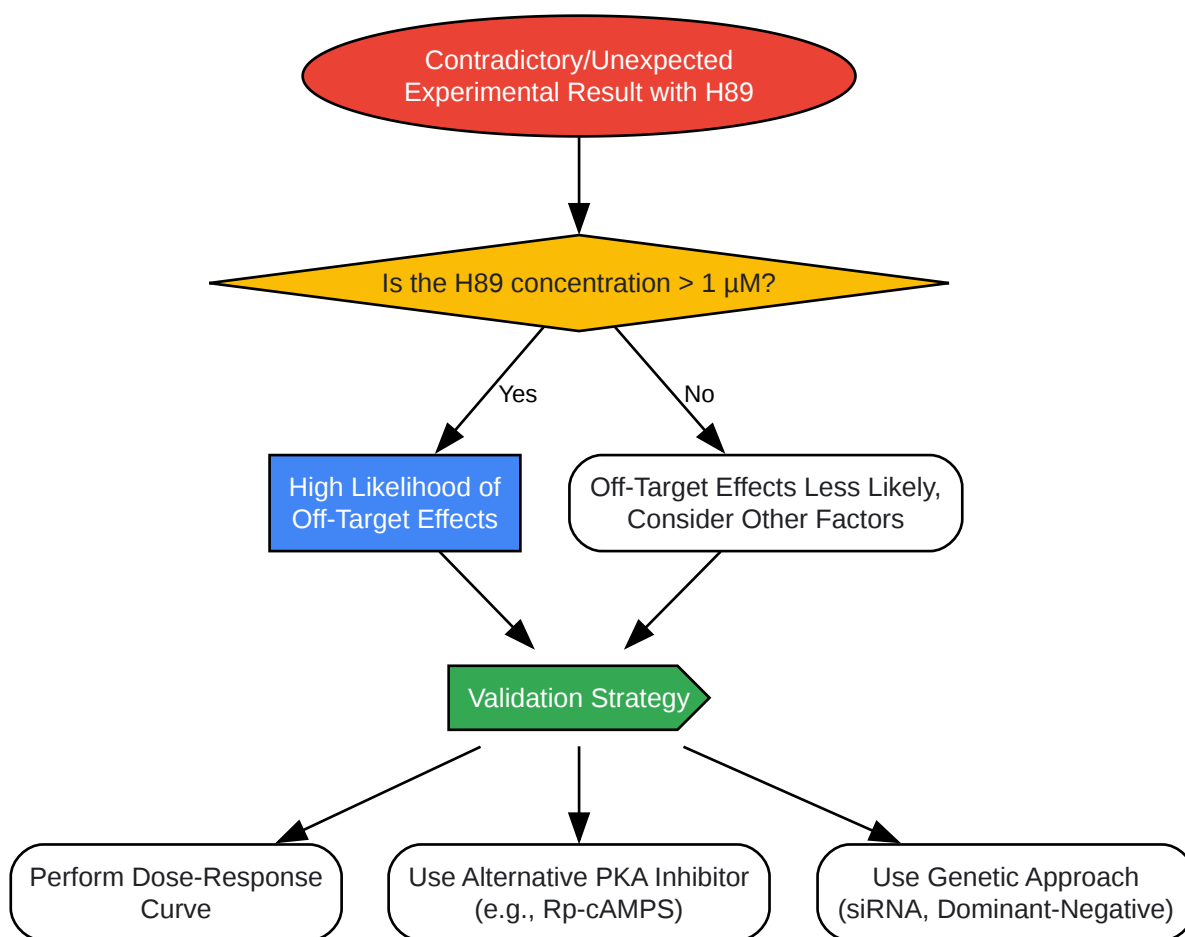 Contradictory/Unexpected
Experimental Result with H89
Is the H89 concentration > 1 µM?
Yes
No
High Likelihood of
Off-Target Effects
Off-Target Effects Less Likely,
Consider Other Factors
Validation Strategy
Perform Dose-Response
Curve
Use Alternative PKA Inhibitor
(e.g., Rp-cAMPS)
Use Genetic Approach
(siRNA, Dominant-Negative)